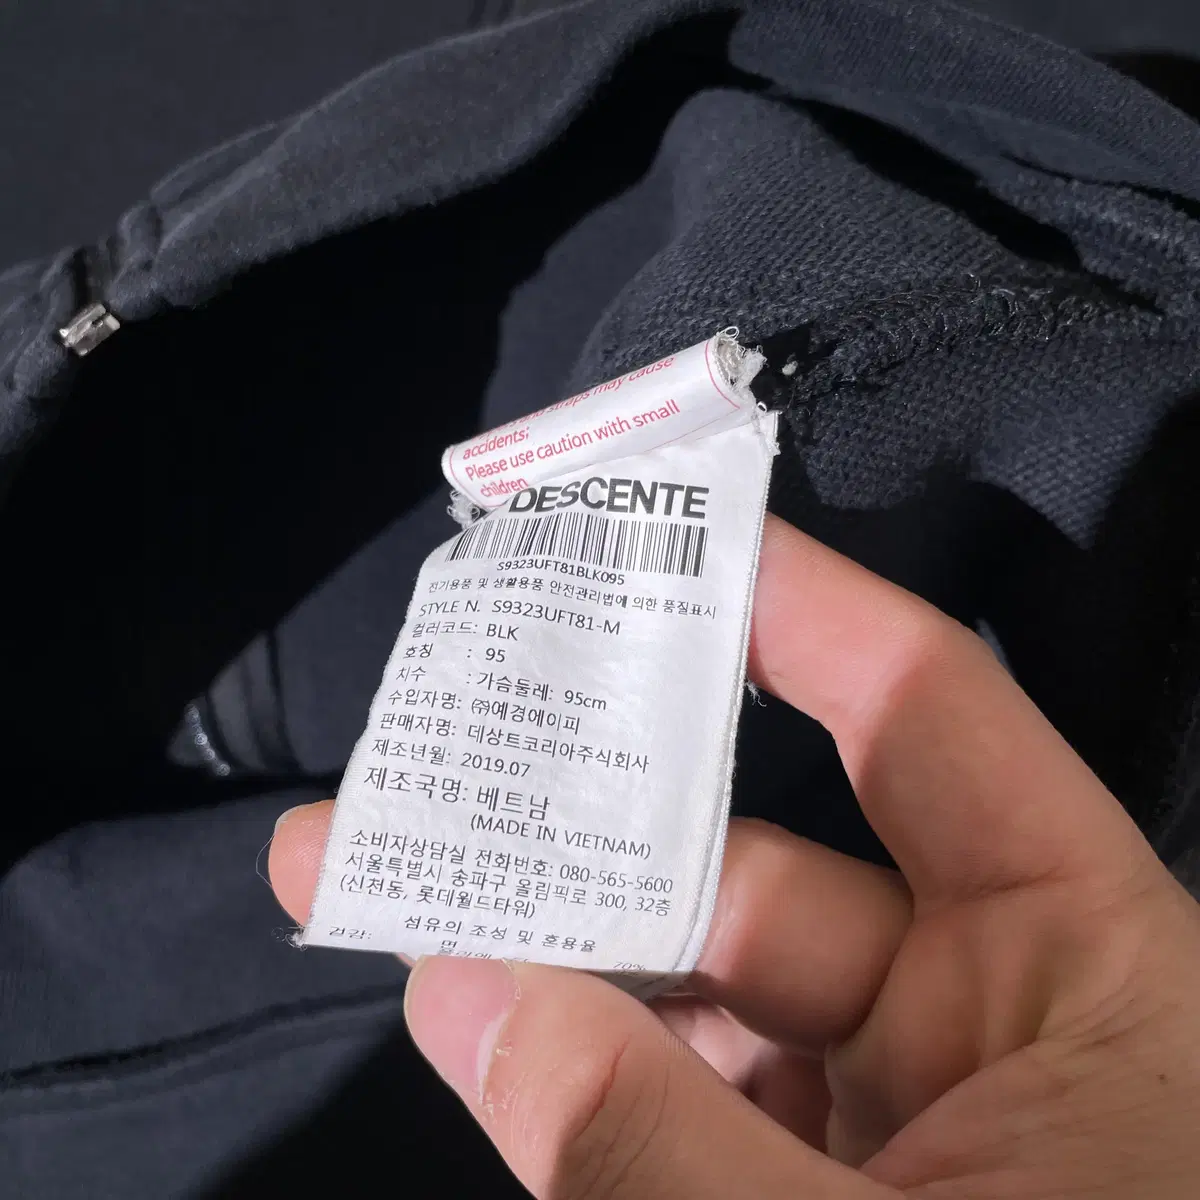 straps may cause
accidents;
Please use caution with small
children
DESCENTE
S9323UFT81BLK095
전기용품 및 생활용품 안전관리법에 의한 품질표시
STYLE N. S9323UFT81-M
컬러코드: BLK
호칭 : 95
치수 : 가슴둘레: 95cm
수입자명: ㈜예경에이피
판매자명: 데상트코리아주식회사
제조년월: 2019.07
제조국명: 베트남
(MADE IN VIETNAM)
소비자상담실 전화번호: 080-565-5600
서울특별시 송파구 올림픽로 300, 32층
(신천동, 롯데월드타워)
섬유의 조성 및 혼용율
겉감: 면 70%